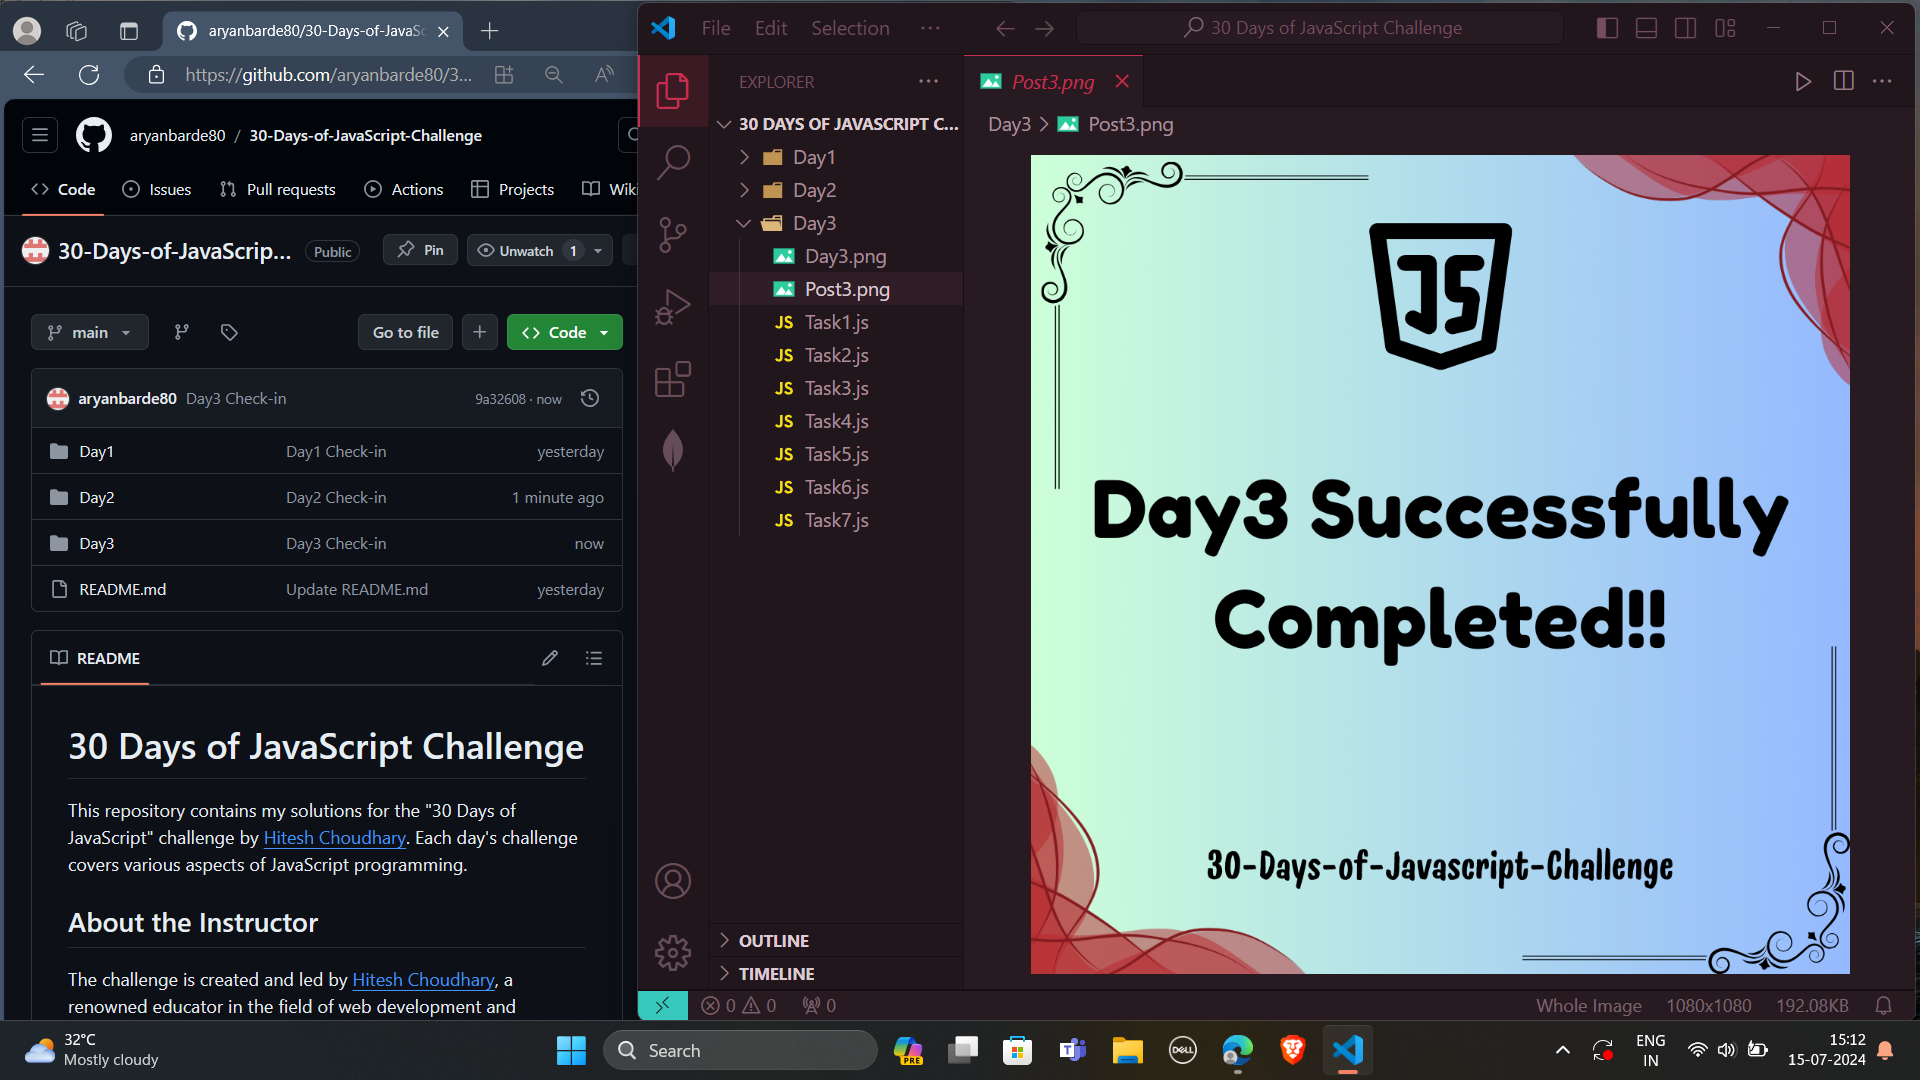 aryanbarde80/30-Days-of-JavaSc
https://github.com/aryanbarde80/3...
aryanbarde80 / 30-Days-of-JavaScript-Challenge
Code Issues Pull requests Actions Projects Wiki
30-Days-of-JavaScrip... Public Pin Unwatch 1
main Go to file Code
aryanbarde80 Day3 Check-in 9a32608 · now
Day1 Day1 Check-in yesterday
Day2 Day2 Check-in 1 minute ago
Day3 Day3 Check-in now
README.md Update README.md yesterday
README
30 Days of JavaScript Challenge
This repository contains my solutions for the "30 Days of
JavaScript" challenge by Hitesh Choudhary. Each day's challenge
covers various aspects of JavaScript programming.
About the Instructor
The challenge is created and led by Hitesh Choudhary, a
renowned educator in the field of web development and
File Edit Selection ··· 30 Days of JavaScript Challenge
EXPLORER ···
30 DAYS OF JAVASCRIPT C...
Day1
Day2
Day3
Day3.png
Post3.png
JS Task1.js
JS Task2.js
JS Task3.js
JS Task4.js
JS Task5.js
JS Task6.js
JS Task7.js
OUTLINE
TIMELINE
Post3.png
Day3 > Post3.png
JS
Day3 Successfully
Completed!!
30-Days-of-Javascript-Challenge
0 0 0 Whole Image 1080x1080 192.08KB
32°C
Mostly cloudy
Search
PRE
DELL
ENG
IN
15:12
15-07-2024